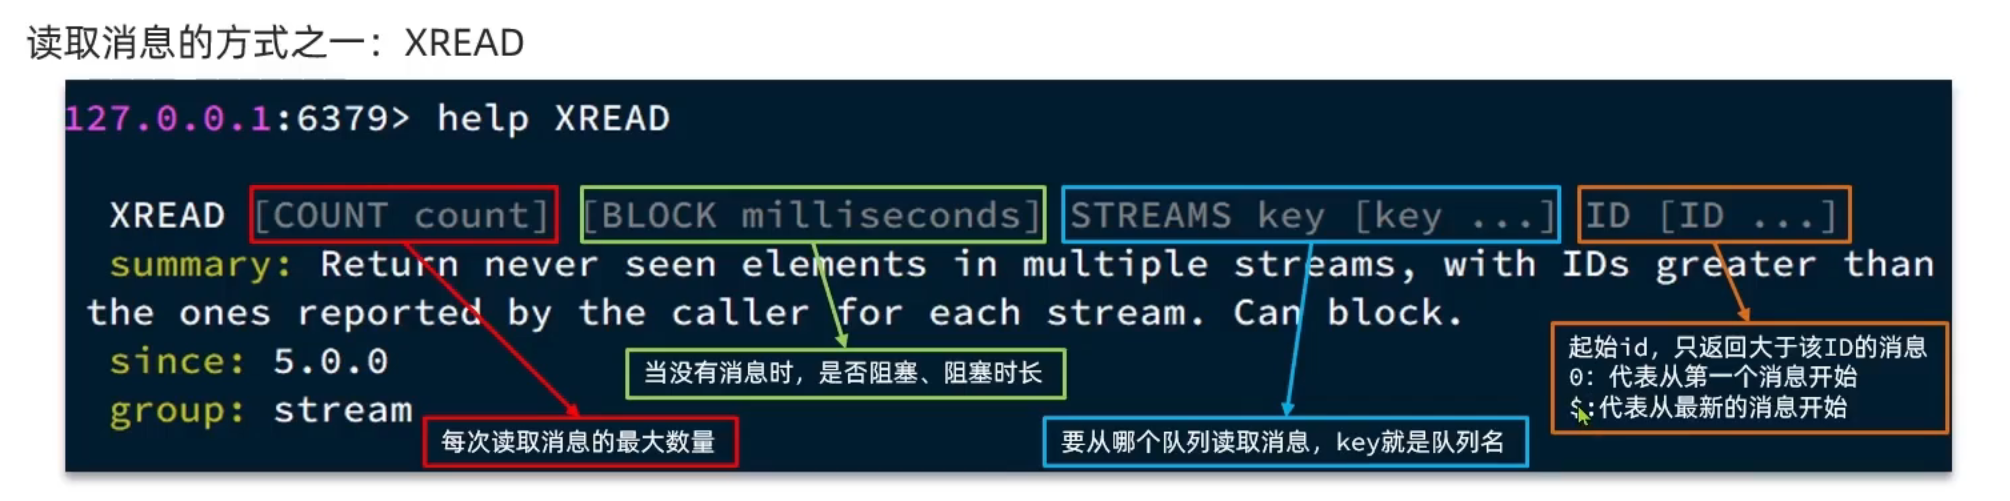 读取消息的方式之一：XREAD
127.0.0.1:6379> help XREAD
XREAD [COUNT count] [BLOCK milliseconds] STREAMS key [key ...] ID [ID ...]
summary: Return never seen elements in multiple streams, with IDs greater than
the ones reported by the caller for each stream. Can block.
since: 5.0.0
group: stream
每次读取消息的最大数量
当没有消息时，是否阻塞、阻塞时长
要从哪个队列读取消息，key就是队列名
起始id，只返回大于该ID的消息
0：代表从第一个消息开始
$:代表从最新的消息开始